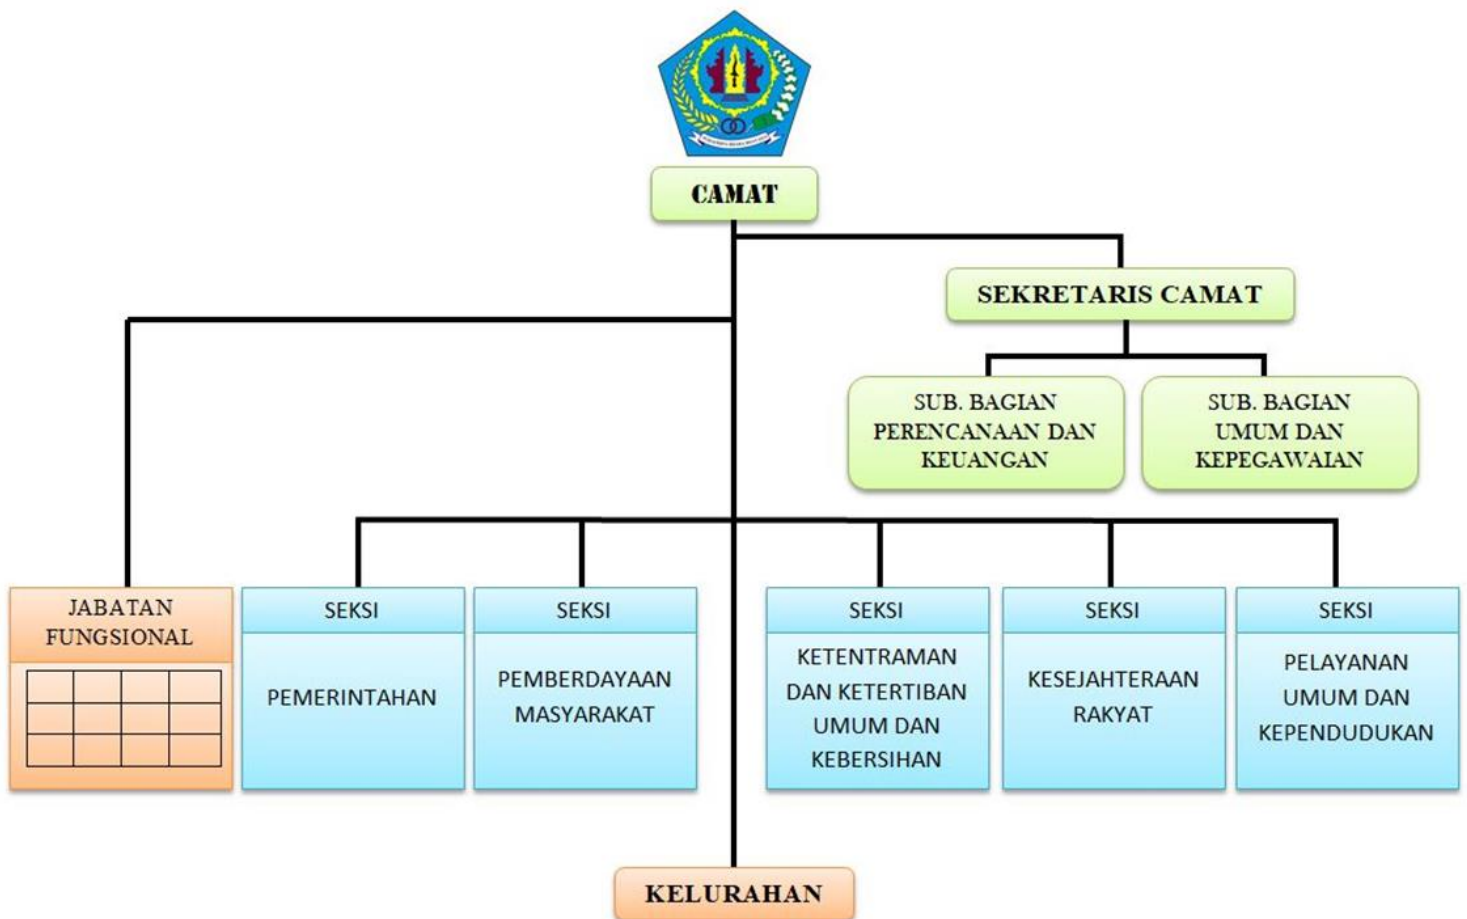 CAMAT
SEKRETARIS CAMAT
SUB. BAGIAN
PERENCANAAN DAN
KEUANGAN
SUB. BAGIAN
UMUM DAN
KEPEGAWAIAN
JABATAN
FUNGSIONAL
SEKSI
PEMERINTAHAN
SEKSI
PEMBERDAYAAN
MASYARAKAT
SEKSI
KETENTRAMAN
DAN KETERTIBAN
UMUM DAN
KEBERSIHAN
SEKSI
KESEJAHTERAAN
RAKYAT
SEKSI
PELAYANAN
UMUM DAN
KEPENDUDUKAN
KELURAHAN